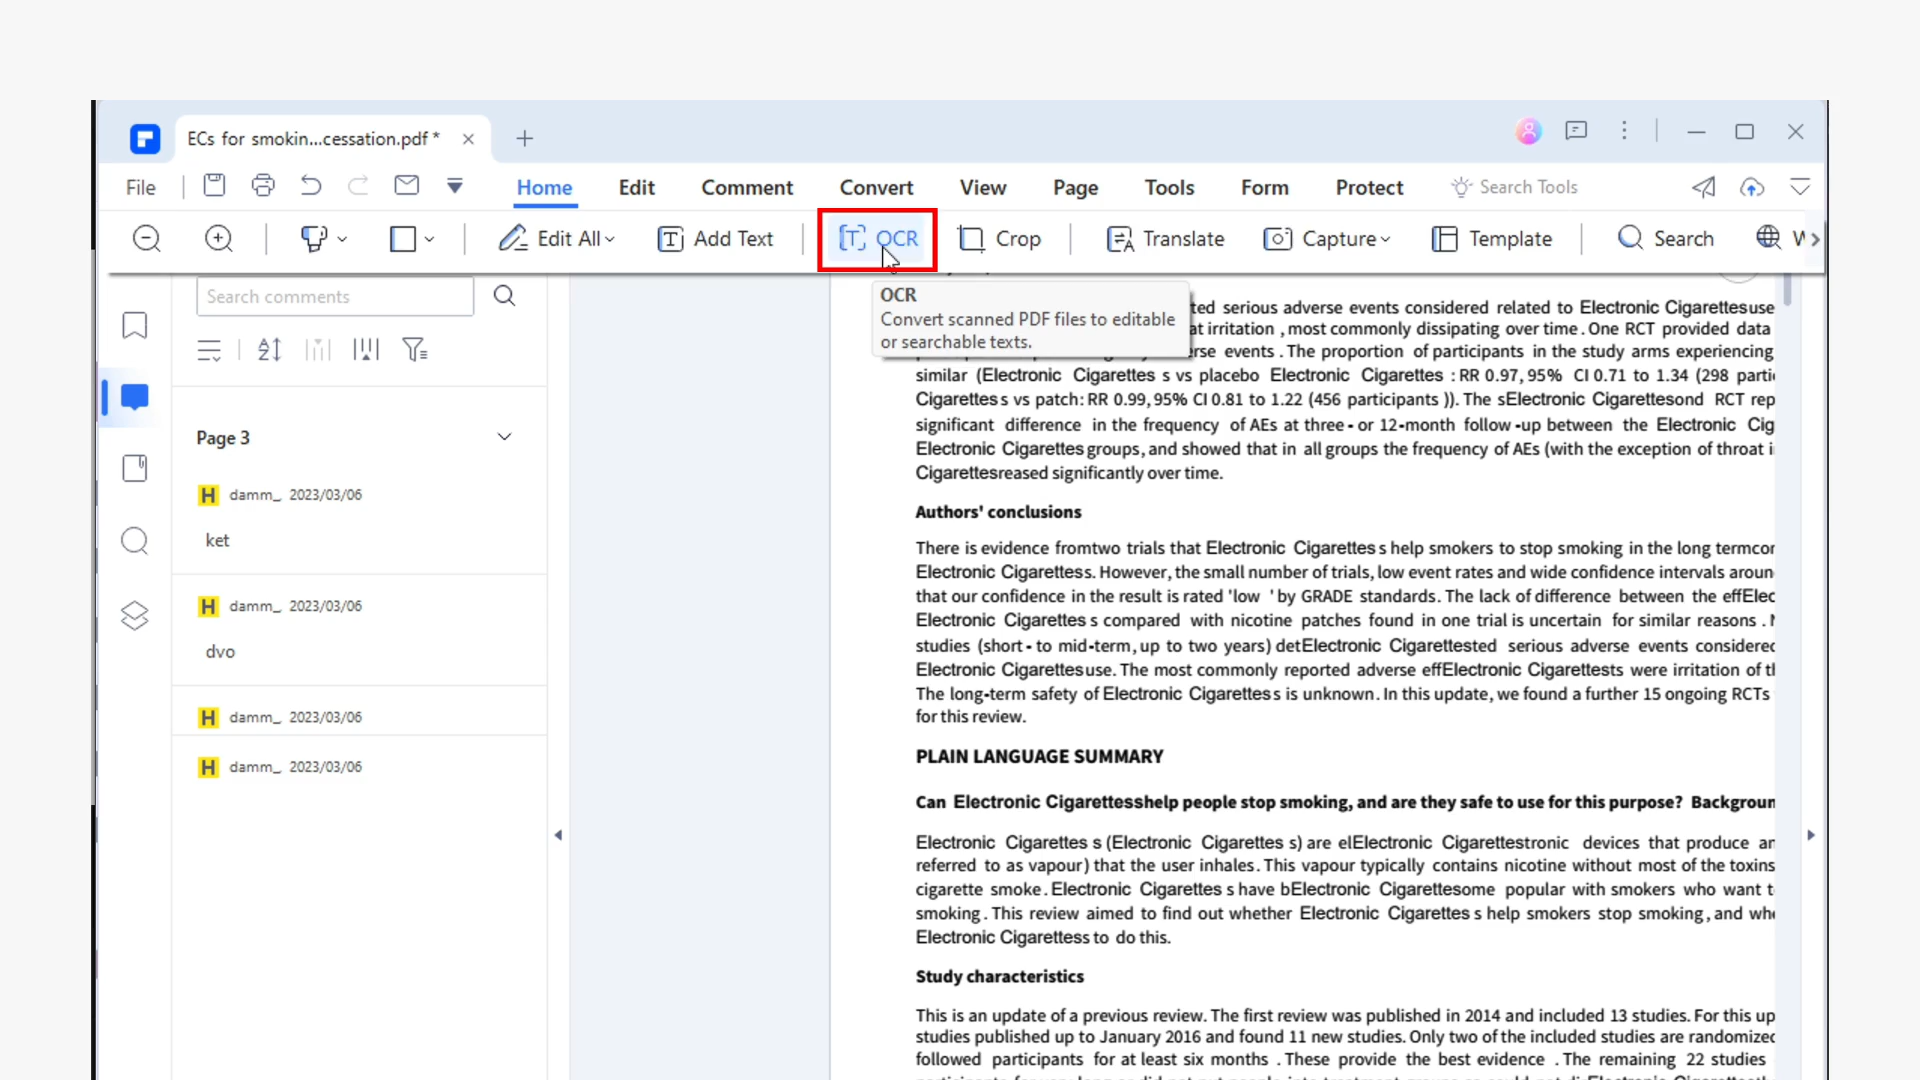 ECs for smokin...cessation.pdf *
File
Home Edit Comment Convert View Page Tools Form Protect Search Tools
Edit All Add Text OCR Crop Translate Capture Template Search
Search comments
Page 3
H damm_ 2023/03/06
ket
H damm_ 2023/03/06
dvo
H damm_ 2023/03/06
H damm_ 2023/03/06
OCR
Convert scanned PDF files to editable
or searchable texts.
ted serious adverse events considered related to Electronic Cigarettesuse
at irritation , most commonly dissipating over time . One RCT provided data
erse events . The proportion of participants in the study arms experiencing
similar (Electronic Cigarettes s vs placebo Electronic Cigarettes : RR 0.97, 95% CI 0.71 to 1.34 (298
Cigarettes s vs patch: RR 0.99, 95% CI 0.81 to 1.22 (456 participants )). The sElectronic Cigarettesond RCT rep
significant difference in the frequency of AEs at three - or 12-month follow -up between the Electronic Cig
Electronic Cigarettes groups, and showed that in all groups the frequency of AEs (with the exception of throat
Cigarettesreased significantly over time.
Authors' conclusions
There is evidence fromtwo trials that Electronic Cigarettes s help smokers to stop smoking in the long termcor
Electronic Cigarettess. However, the small number of trials, low event rates and wide confidence intervals aroun
that our confidence in the result is rated 'low ' by GRADE standards. The lack of difference between the effElec
Electronic Cigarettes s compared with nicotine patches found in one trial is uncertain for similar reasons .
studies (short - to mid-term, up to two years) detElectronic Cigarettested serious adverse events considered
Electronic Cigarettesuse. The most commonly reported adverse effElectronic Cigarettests were irritation of
The long-term safety of Electronic Cigarettes s is unknown. In this update, we found a further 15 ongoing RCTs
for this review.
PLAIN LANGUAGE SUMMARY
Can Electronic Cigarettesshelp people stop smoking, and are they safe to use for this purpose? Backgroun
Electronic Cigarettes s (Electronic Cigarettes s) are elElectronic Cigarettestronic devices that produce
referred to as vapour) that the user inhales. This vapour typically contains nicotine without most of the toxins
cigarette smoke . Electronic Cigarettes s have bElectronic Cigarettesome popular with smokers who want
smoking . This review aimed to find out whether Electronic Cigarettes s help smokers stop smoking, and
Electronic Cigarettess to do this.
Study characteristics
This is an update of a previous review. The first review was published in 2014 and included 13 studies. For this up
studies published up to January 2016 and found 11 new studies. Only two of the included studies are randomized
followed participants for at least six months . These provide the best evidence . The remaining 22 studies